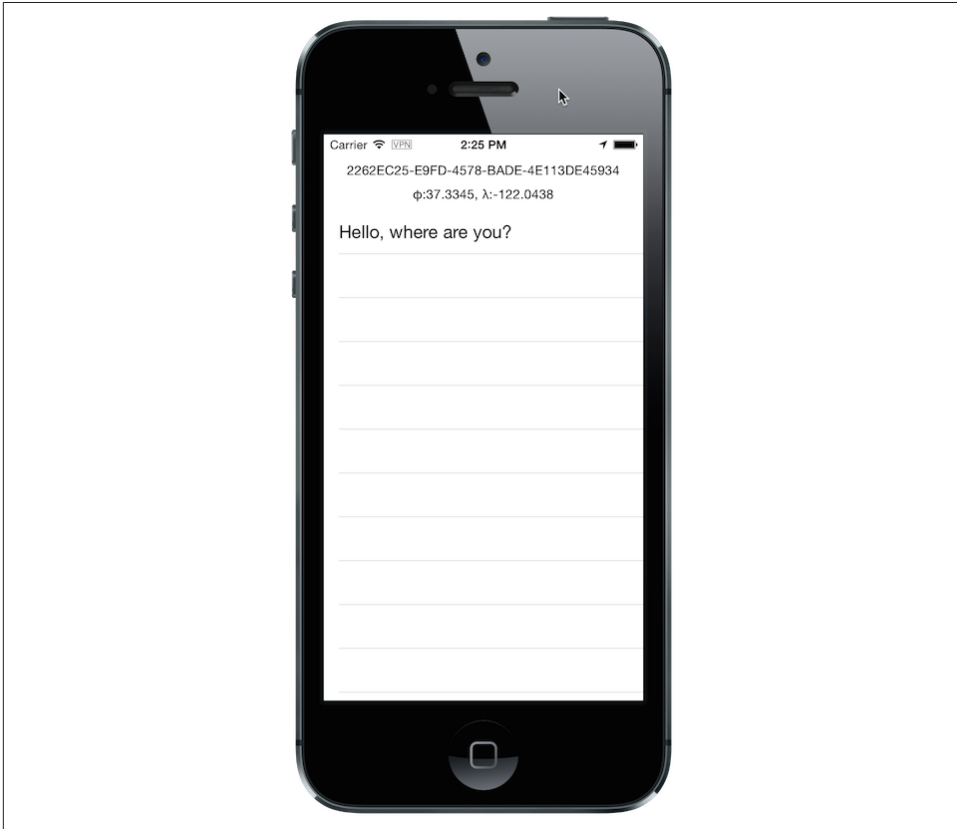 Carrier VPN 2:25 PM
2262EC25-E9FD-4578-BADE-4E113DE45934
φ:37.3345, λ:-122.0438
Hello, where are you?